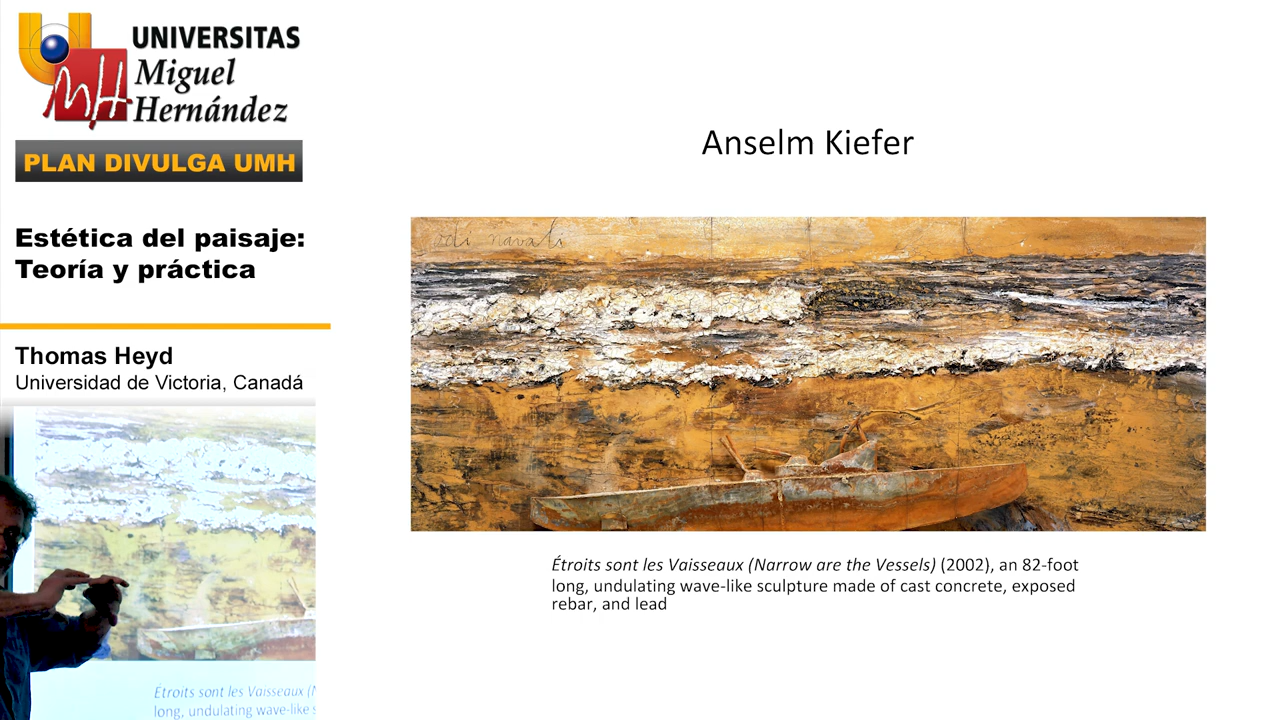 UNIVERSITAS
Miguel
Hernández
PLAN DIVULGA UMH
Estética del paisaje:
Teoría y práctica
Thomas Heyd
Universidad de Victoria, Canadá
Anselm Kiefer
navali
Étroits sont les Vaisseaux (Narrow are the Vessels) (2002), an 82-foot
long, undulating wave-like sculpture made of cast concrete, exposed
rebar, and lead
Étroits sont les Vaisseaux (
long, undulating wave-like